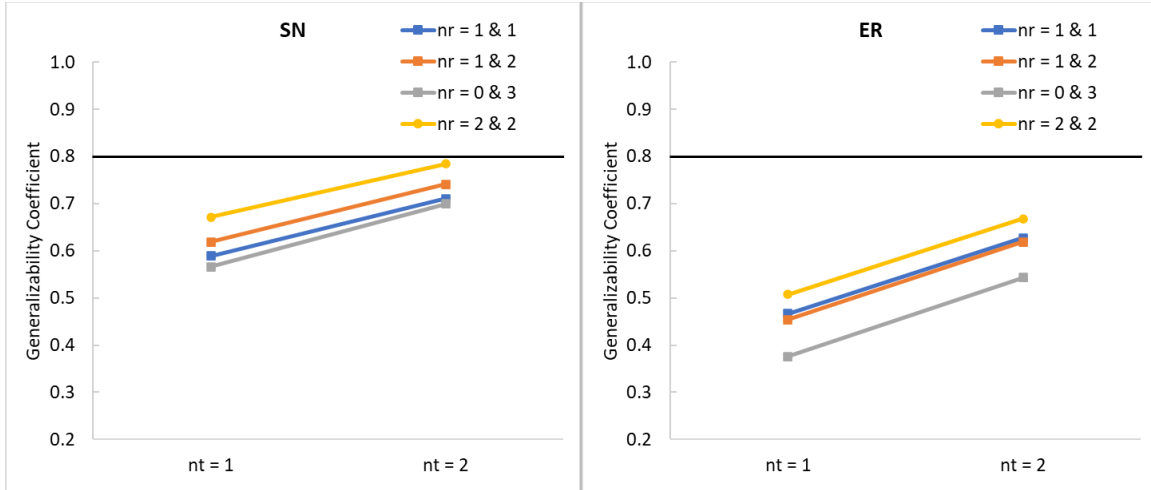 SN
nr = 1 & 1
nr = 1 & 2
nr = 0 & 3
nr = 2 & 2
Generalizability Coefficient
1.0
0.9
0.8
0.7
0.6
0.5
0.4
0.3
0.2
nt = 1
nt = 2
ER
nr = 1 & 1
nr = 1 & 2
nr = 0 & 3
nr = 2 & 2
Generalizability Coefficient
1.0
0.9
0.8
0.7
0.6
0.5
0.4
0.3
0.2
nt = 1
nt = 2